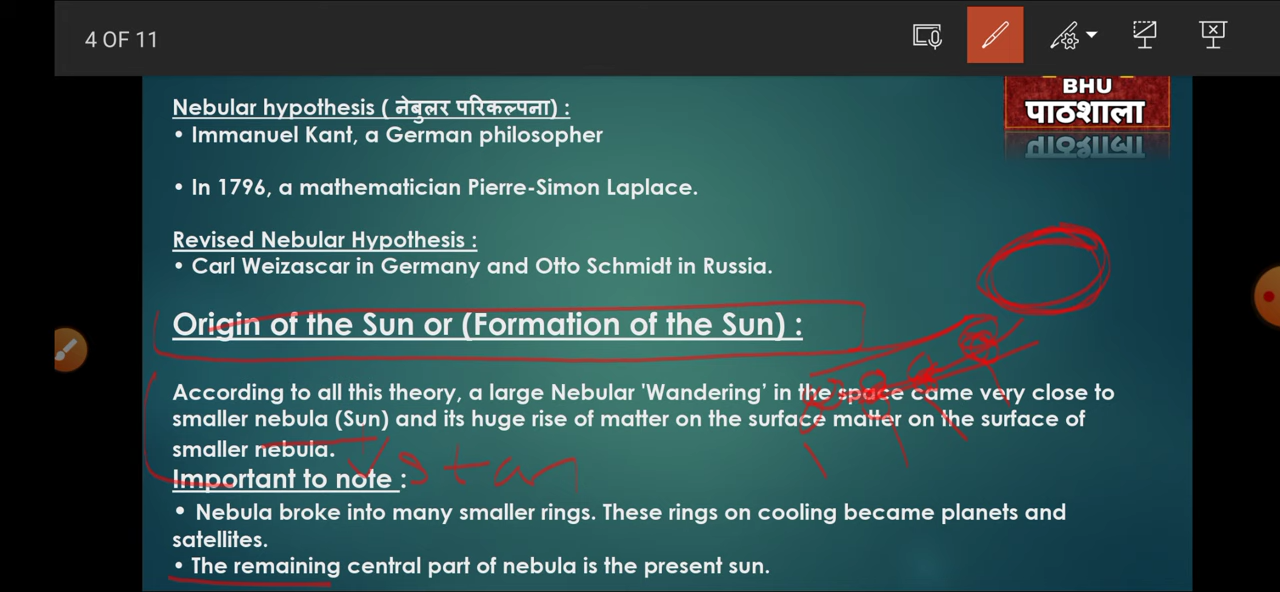 4 OF 11
BHU
पाठशाला
Nebular hypothesis ( नेबुलर परिकल्पना) :
• Immanuel Kant, a German philosopher
• In 1796, a mathematician Pierre-Simon Laplace.
Revised Nebular Hypothesis :
• Carl Weizascar in Germany and Otto Schmidt in Russia.
Origin of the Sun or (Formation of the Sun) :
According to all this theory, a large Nebular 'Wandering’ in the space came very close to
smaller nebula (Sun) and its huge rise of matter on the surface matter on the surface of
smaller nebula.
Important to note :
• Nebula broke into many smaller rings. These rings on cooling became planets and
satellites.
• The remaining central part of nebula is the present sun.